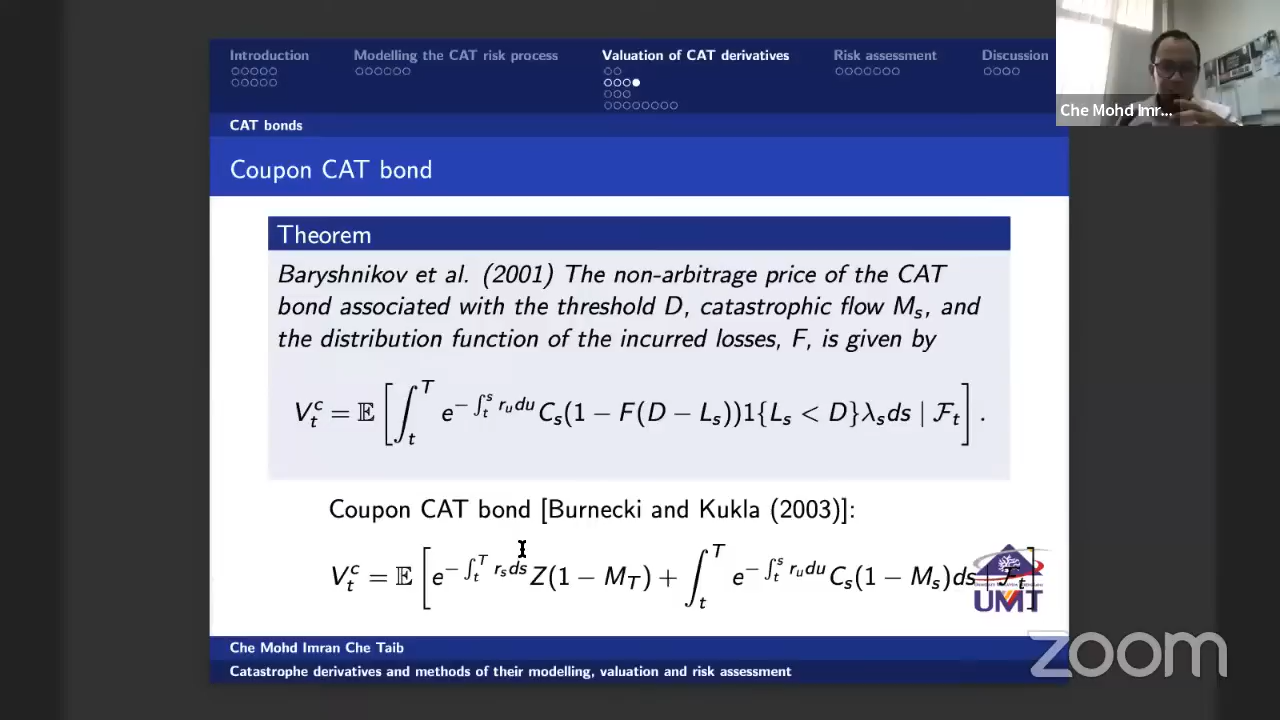 Introduction
Modelling the CAT risk process
Valuation of CAT derivatives
Risk assessment
Discussion
Che Mohd Imr...
CAT bonds
Coupon CAT bond
Theorem
Baryshnikov et al. (2001) The non-arbitrage price of the CAT
bond associated with the threshold D, catastrophic flow Mₛ, and
the distribution function of the incurred losses, F, is given by
V_t^c = 𝔼 [ ∫_t^T e^{− ∫_t^s r_u du} C_s(1 − F(D − L_s))1{L_s < D}λ_s ds | ℱ_t ] .
Coupon CAT bond [Burnecki and Kukla (2003)]:
V_t^c = 𝔼 [ e^{− ∫_t^T r_s ds} Z(1 − M_T) + ∫_t^T e^{− ∫_t^s r_u du} C_s(1 − M_s)ds | ℱ_t ]
UMT
Che Mohd Imran Che Taib
Catastrophe derivatives and methods of their modelling, valuation and risk assessment
zoom